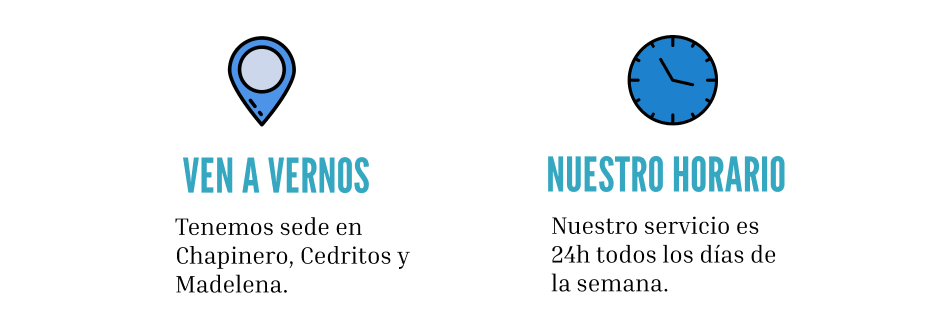 VEN A VERNOS
Tenemos sede en
Chapinero, Cedritos y
Madelena.
NUESTRO HORARIO
Nuestro servicio es
24h todos los días de
la semana.